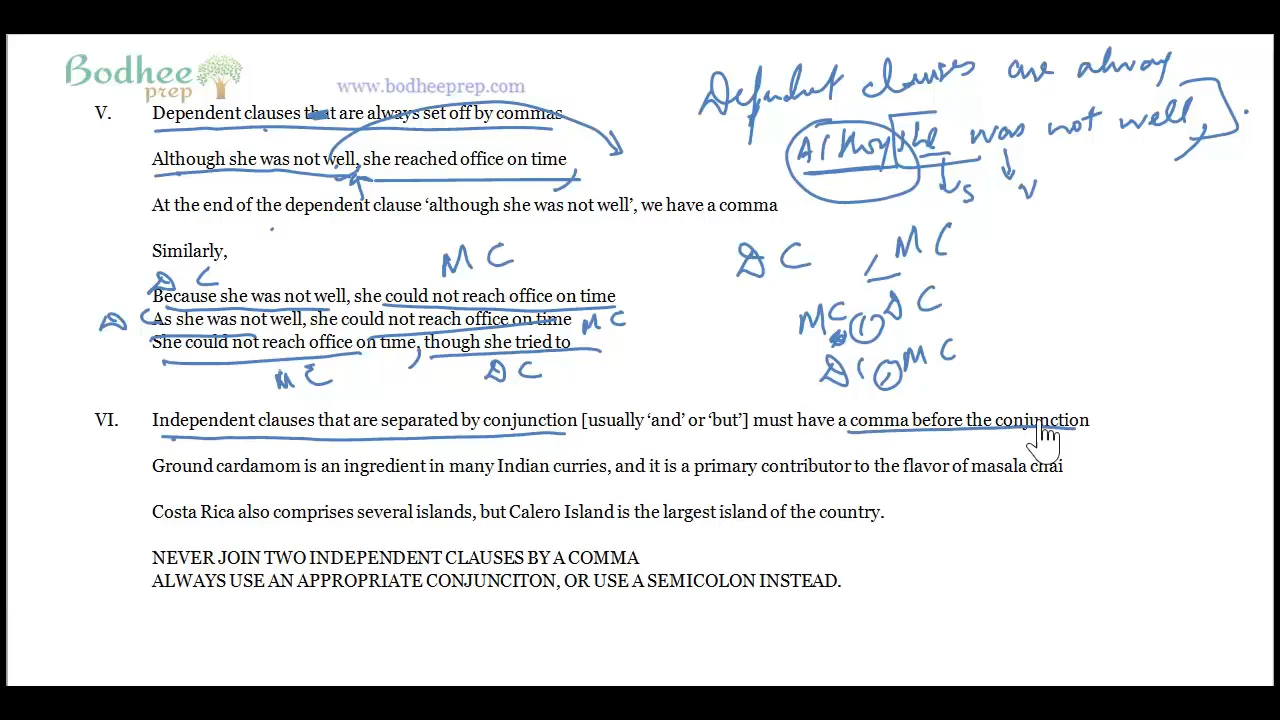 Bodhee
prep
www.bodheeprep.com
Dependent clauses are alway
Althoug she was not well,
S V
V. Dependent clauses that are always set off by commas
Although she was not well, she reached office on time
At the end of the dependent clause ‘although she was not well’, we have a comma
Similarly,
DC MC DC , MC
Because she was not well, she could not reach office on time
DC As she was not well, she could not reach office on time MC
MC , DC
She could not reach office on time, though she tried to
MC DC
DC , MC
VI. Independent clauses that are separated by conjunction [usually ‘and’ or ‘but’] must have a comma before the conjunction
Ground cardamom is an ingredient in many Indian curries, and it is a primary contributor to the flavor of masala chai
Costa Rica also comprises several islands, but Calero Island is the largest island of the country.
NEVER JOIN TWO INDEPENDENT CLAUSES BY A COMMA
ALWAYS USE AN APPROPRIATE CONJUNCITON, OR USE A SEMICOLON INSTEAD.